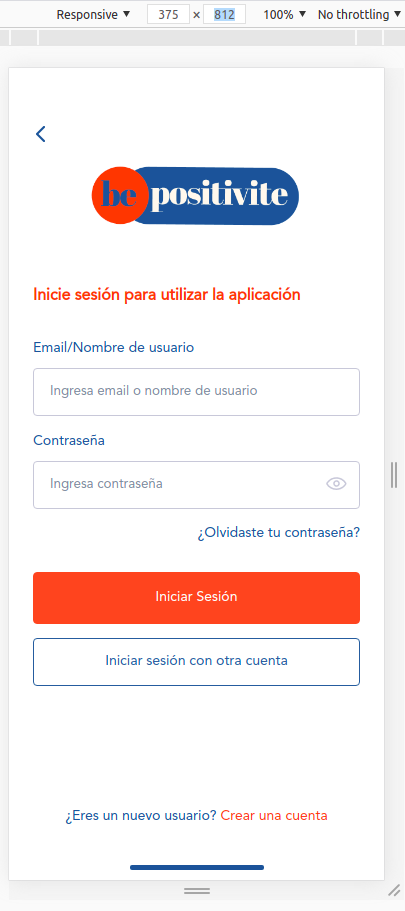 Responsive ▼ 375 × 812 100% ▼ No throttling ▼
be positivite
Inicie sesión para utilizar la aplicación
Email/Nombre de usuario
Ingresa email o nombre de usuario
Contraseña
Ingresa contraseña
¿Olvidaste tu contraseña?
Iniciar Sesión
Iniciar sesión con otra cuenta
¿Eres un nuevo usuario? Crear una cuenta